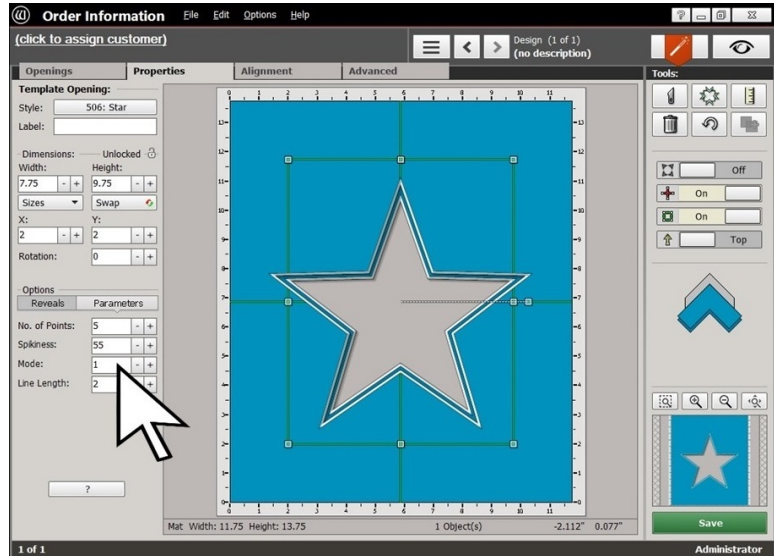 Order Information File Edit Options Help
(click to assign customer)
Design (1 of 1)
(no description)
Openings Properties Alignment Advanced
Tools:
Template Opening:
Style: 506: Star
Label:
Dimensions: Unlocked
Width: Height:
7.75 - + 9.75 - +
Sizes Swap
X: Y:
2 - + 2 - +
Rotation: 0 - +
Options
Reveals Parameters
No. of Points: 5 - +
Spikiness: 55 - +
Mode: 1 - +
Line Length: 2 +
?
Off
On
On
Top
Mat Width: 11.75 Height: 13.75 1 Object(s) -2.112" 0.077"
Save
1 of 1 Administrator